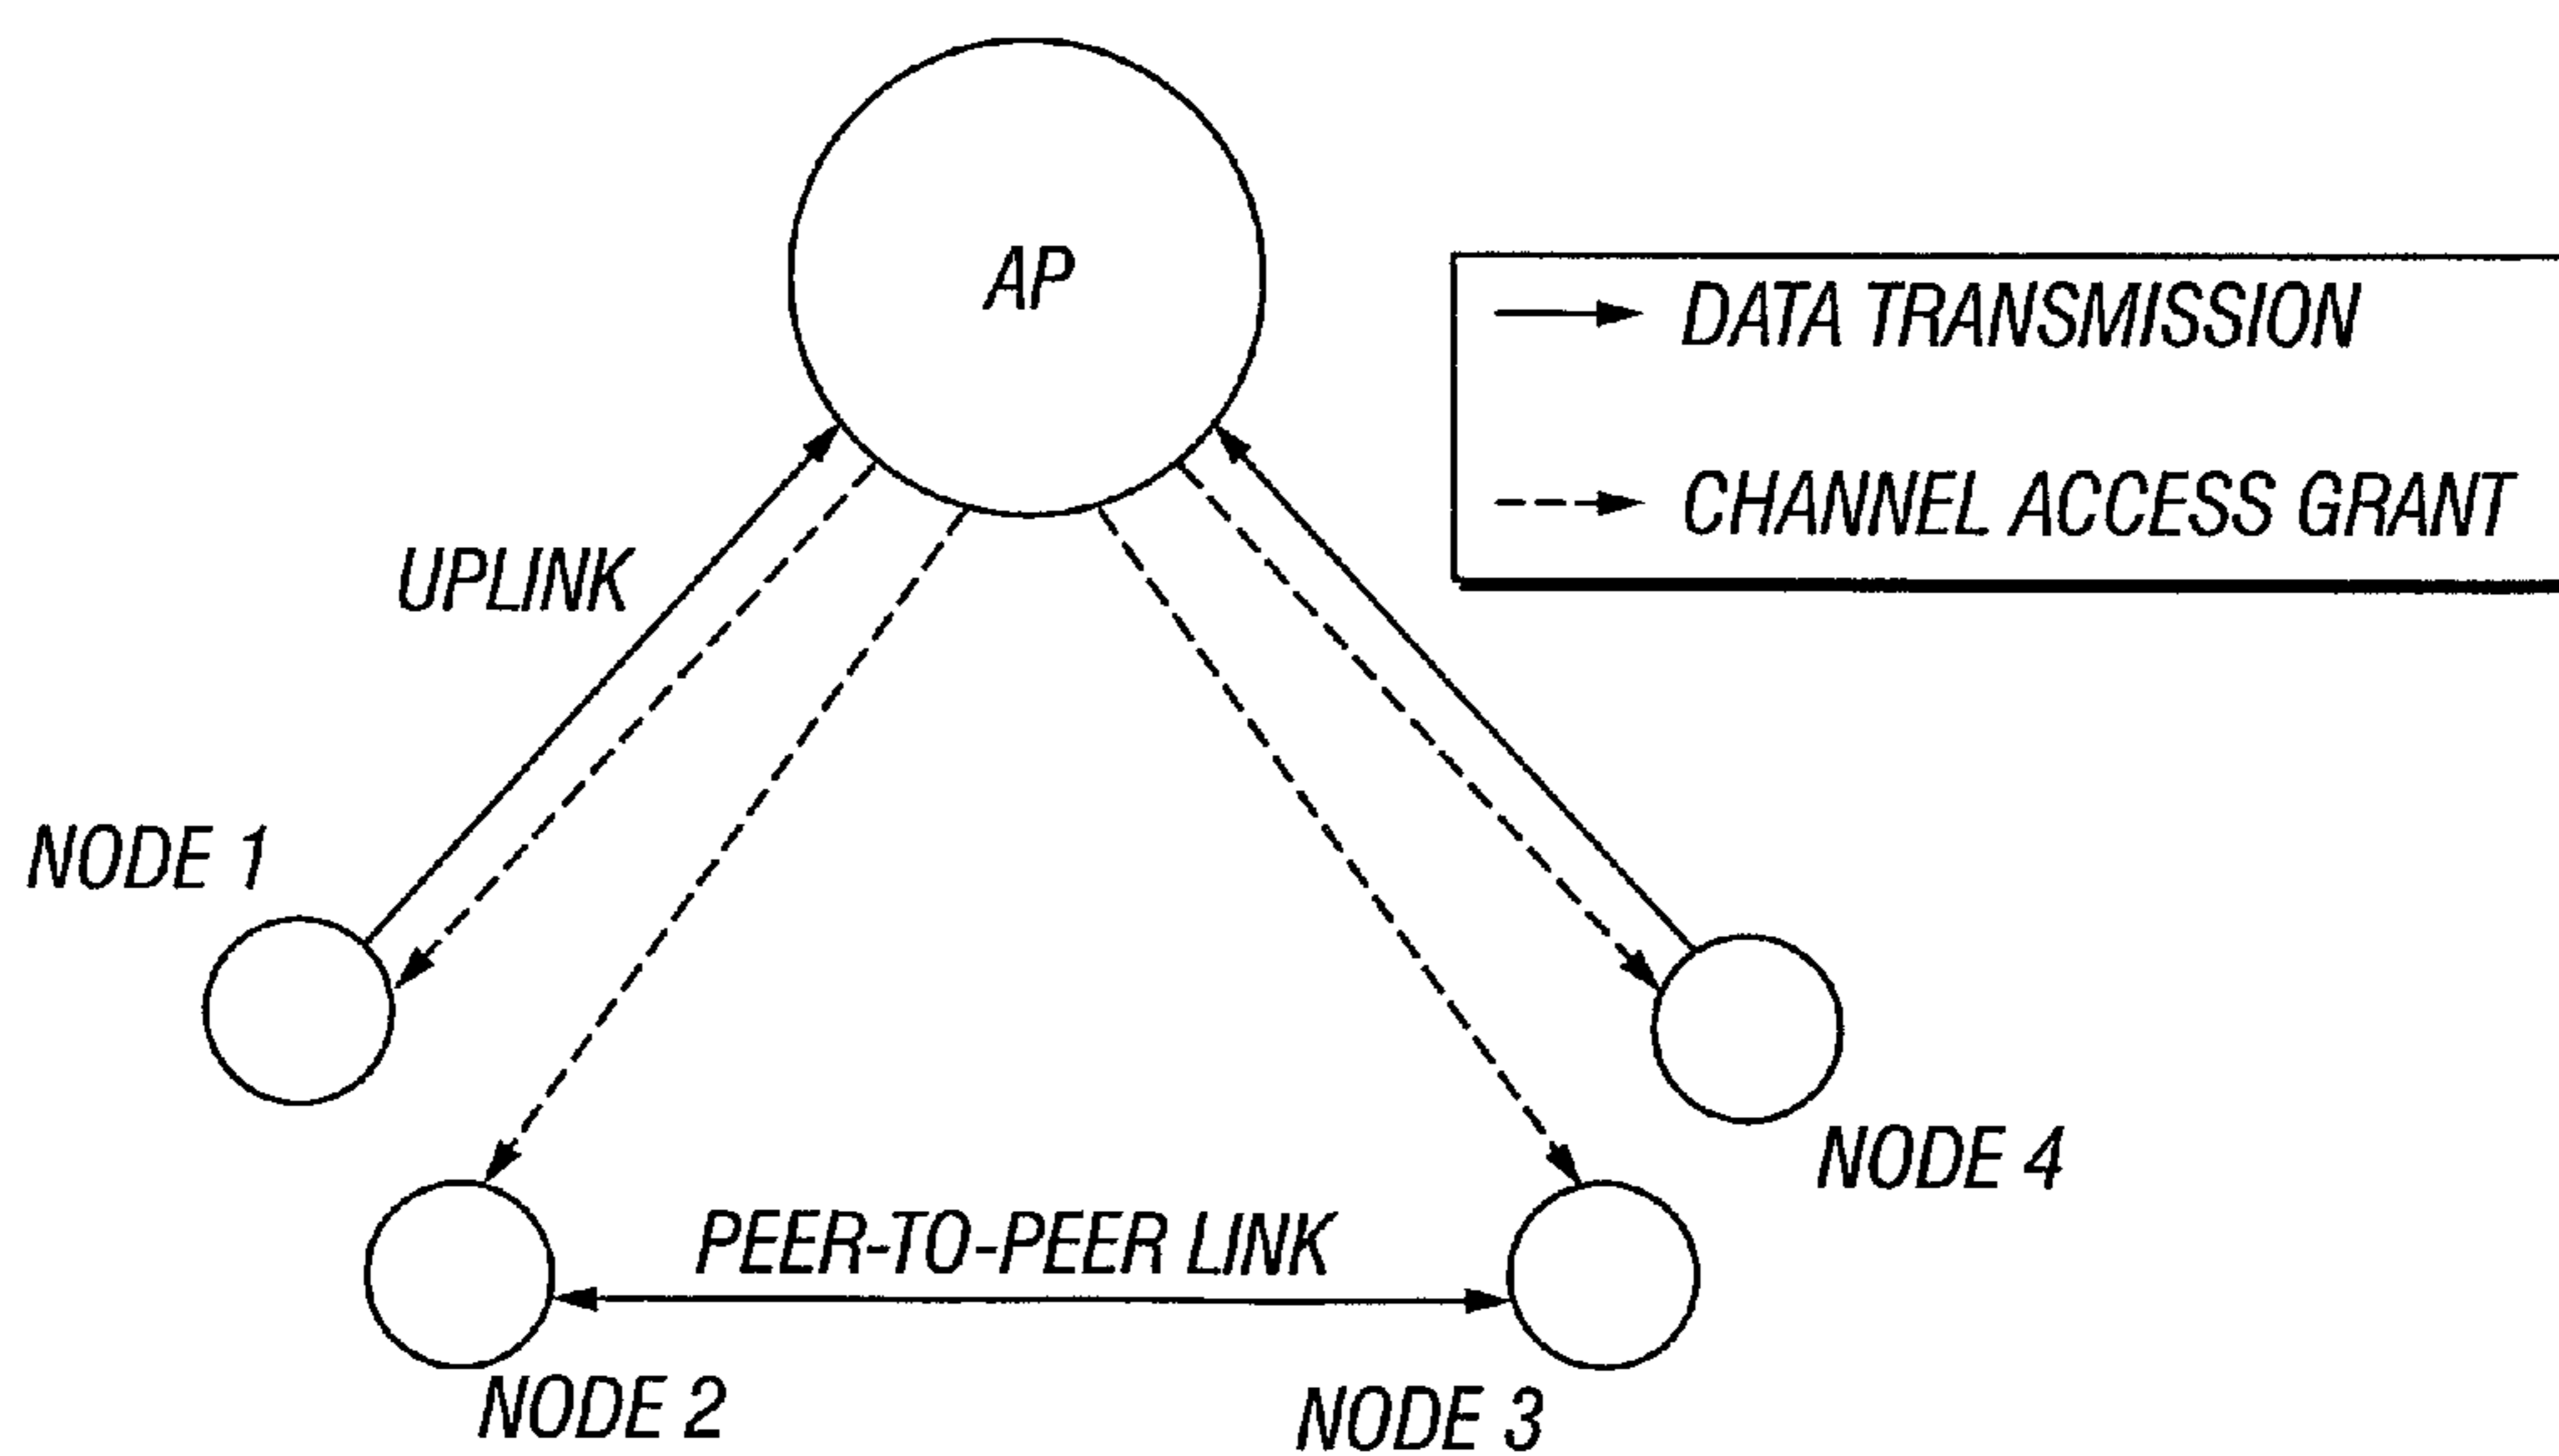 AP
DATA TRANSMISSION
CHANNEL ACCESS GRANT
UPLINK
NODE 1
NODE 4
PEER-TO-PEER LINK
NODE 2
NODE 3